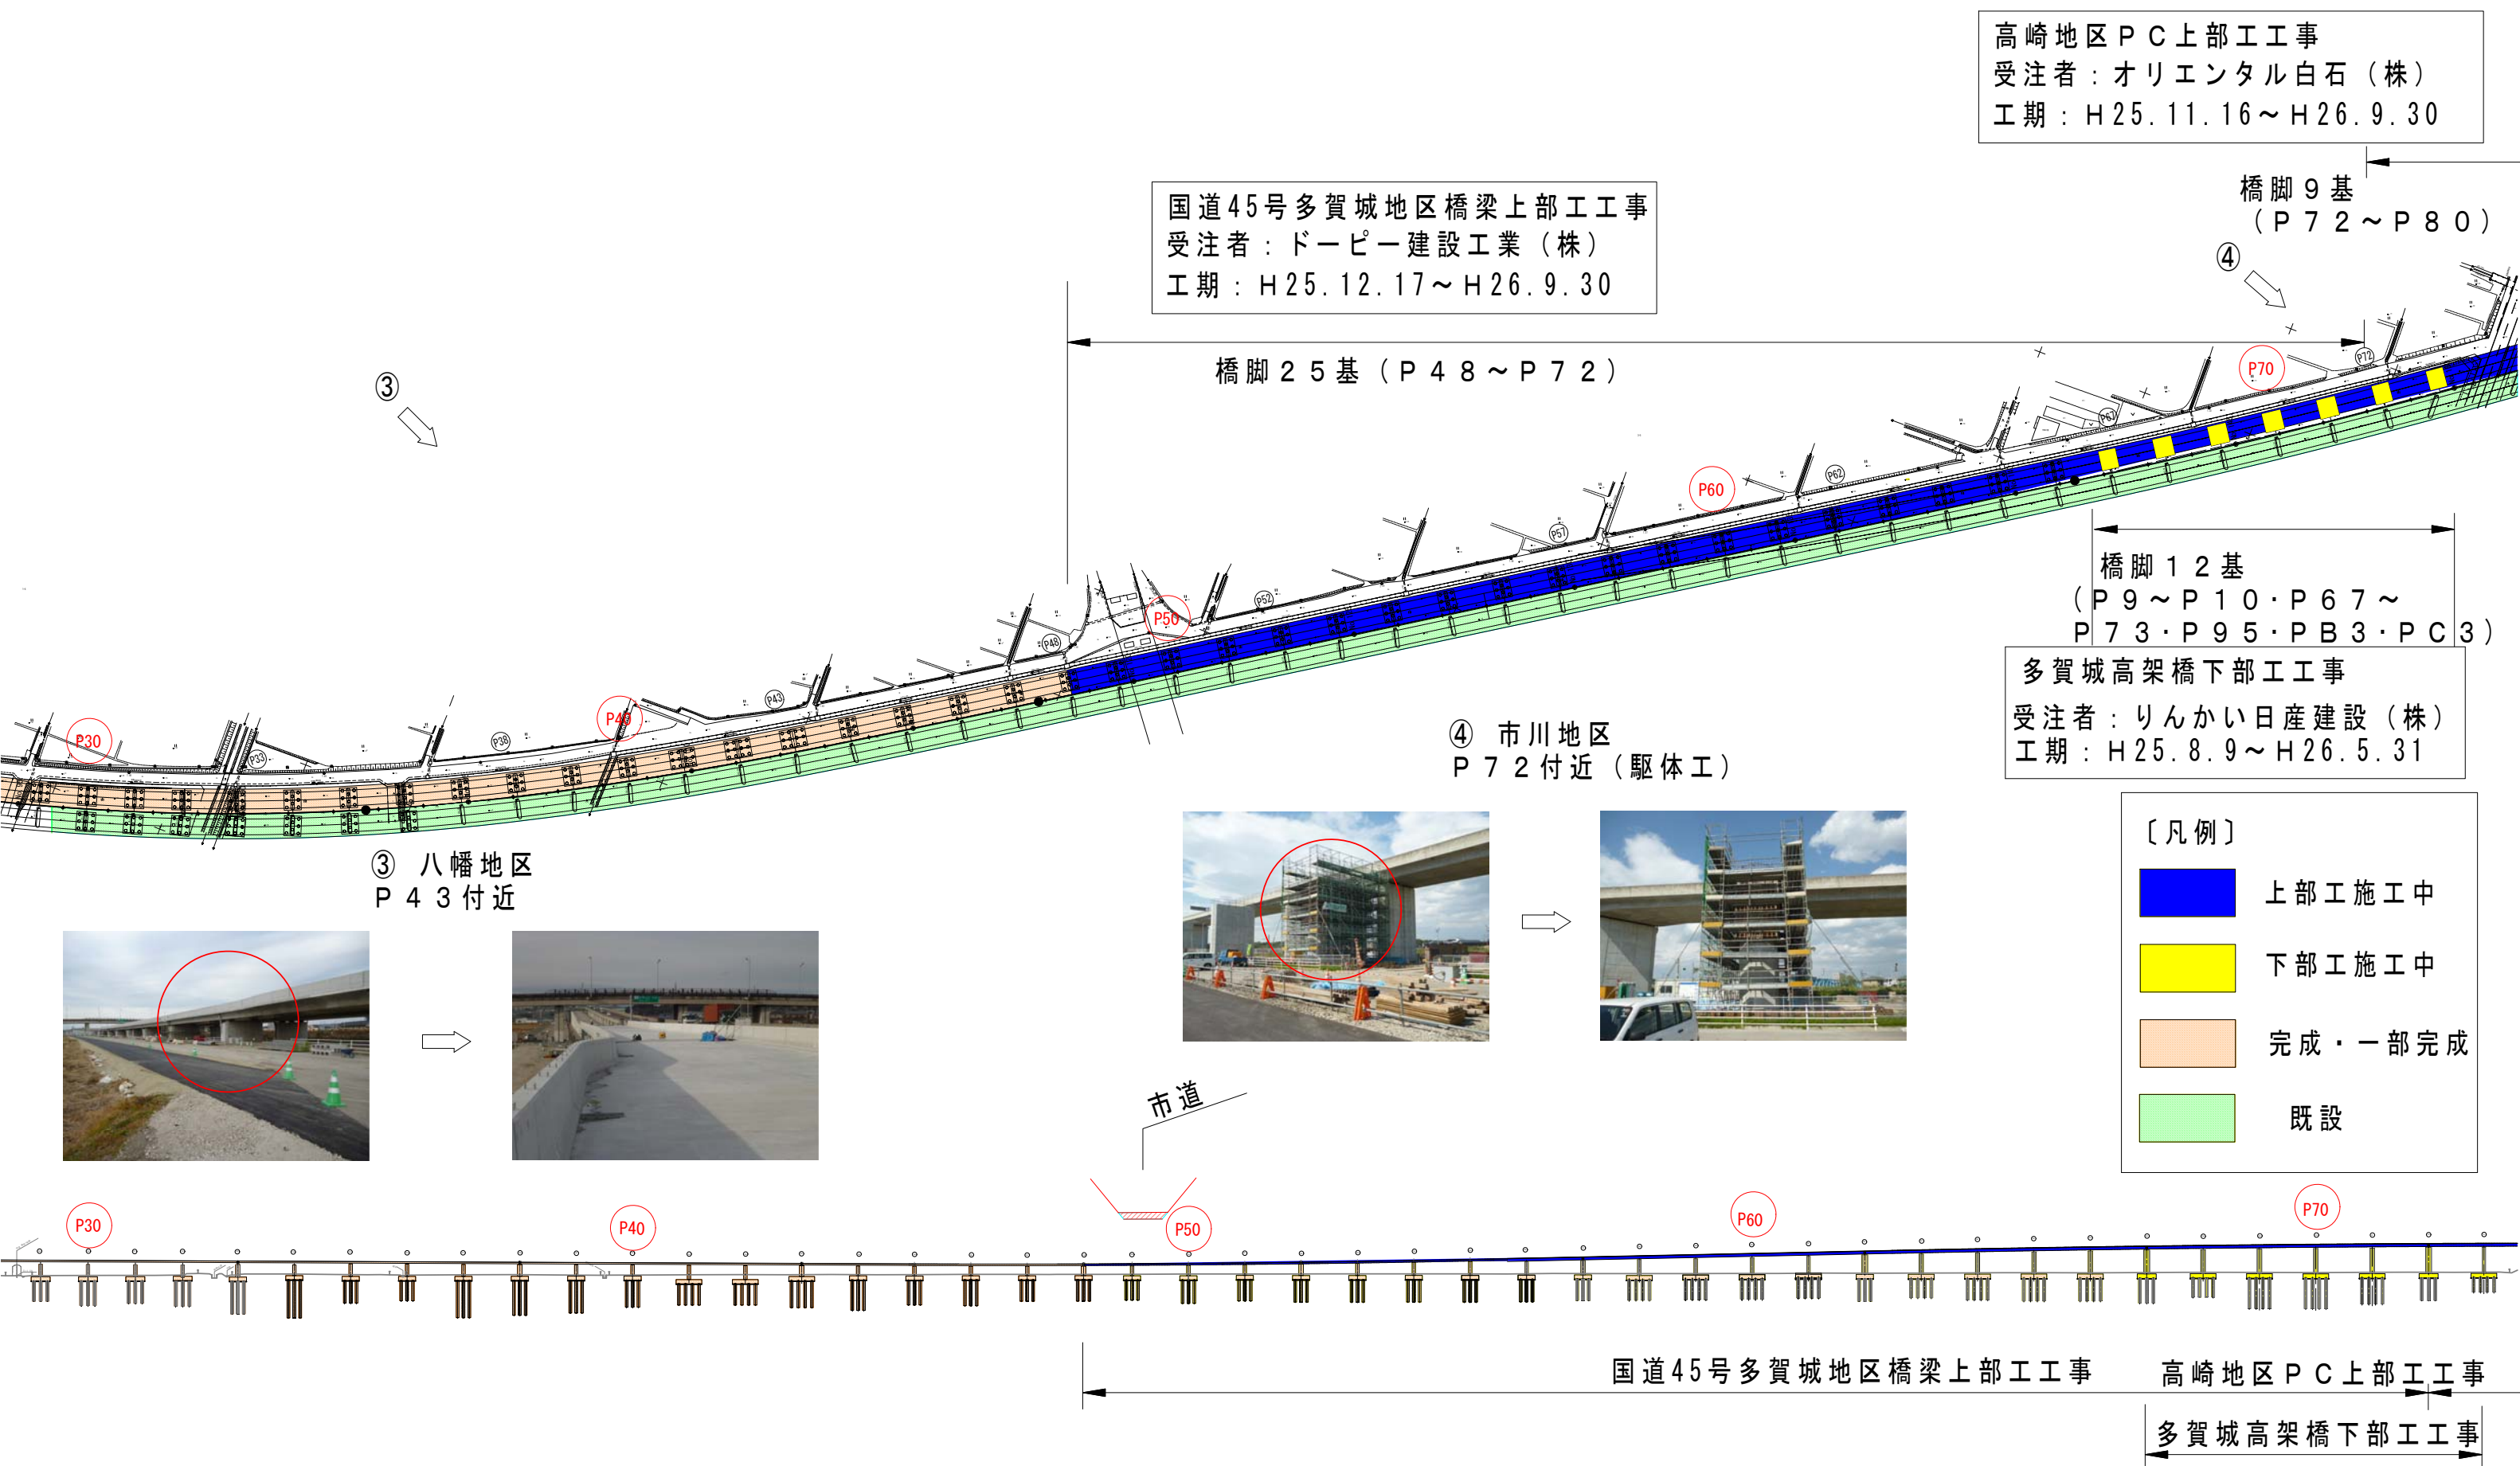 高崎地区ＰＣ上部工工事
受注者：オリエンタル白石（株）
工期：Ｈ25.11.16～Ｈ26.9.30
橋脚９基
（Ｐ７２～Ｐ８０）
国道45号多賀城地区橋梁上部工工事
受注者：ドーピー建設工業（株）
工期：Ｈ25.12.17～Ｈ26.9.30
橋脚２５基（Ｐ４８～Ｐ７２）
④
③
P72
P70
P67
P62
P60
P57
P52
P50
P48
P43
P40
P38
P33
P30
橋脚１２基
（Ｐ９～Ｐ１０・Ｐ６７～
Ｐ７３・Ｐ９５・ＰＢ３・ＰＣ３）
多賀城高架橋下部工工事
受注者：りんかい日産建設（株）
工期：Ｈ25.8.9～Ｈ26.5.31
④　市川地区
Ｐ７２付近（駆体工）
③　八幡地区
Ｐ４３付近
〔凡例〕
上部工施工中
下部工施工中
完成・一部完成
既設
市道
P30
P40
P50
P60
P70
国道45号多賀城地区橋梁上部工工事
高崎地区ＰＣ上部工工事
多賀城高架橋下部工工事